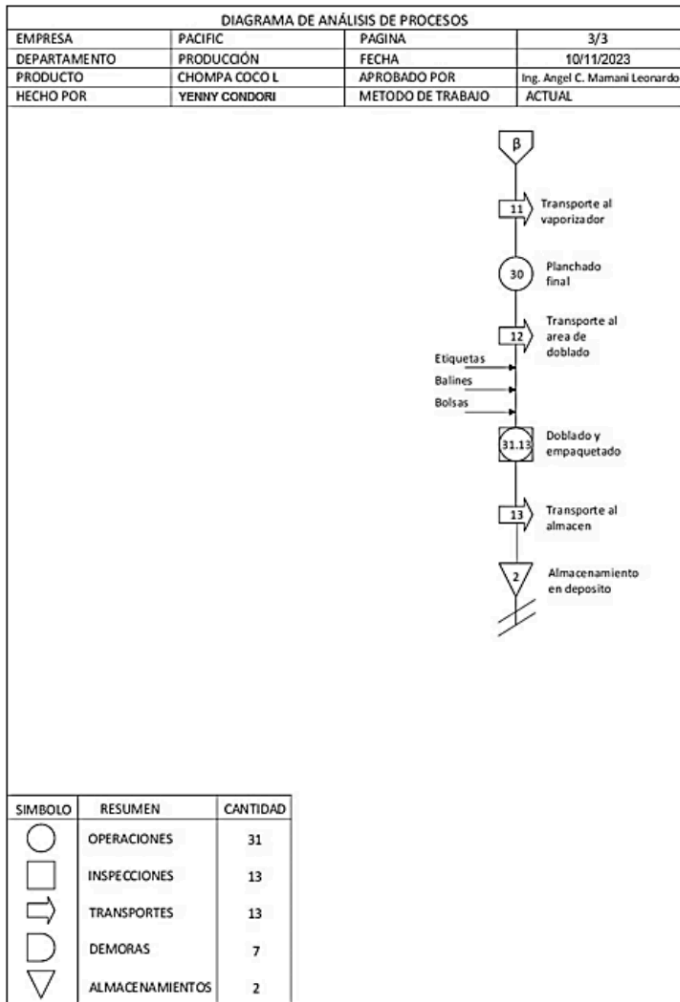 DIAGRAMA DE ANÁLISIS DE PROCESOS
EMPRESA PACIFIC PAGINA 3/3
DEPARTAMENTO PRODUCCIÓN FECHA 10/11/2023
PRODUCTO CHOMPA COCO L APROBADO POR Ing. Angel C. Mamani Leonardo
HECHO POR YENNY CONDORI METODO DE TRABAJO ACTUAL
β
11 Transporte al
vaporizador
30 Planchado
final
12 Transporte al
area de
doblado
Etiquetas
Balines
Bolsas
31.13 Doblado y
empaquetado
13 Transporte al
almacen
2 Almacenamiento
en deposito
SIMBOLO RESUMEN CANTIDAD
OPERACIONES 31
INSPECCIONES 13
TRANSPORTES 13
DEMORAS 7
ALMACENAMIENTOS 2